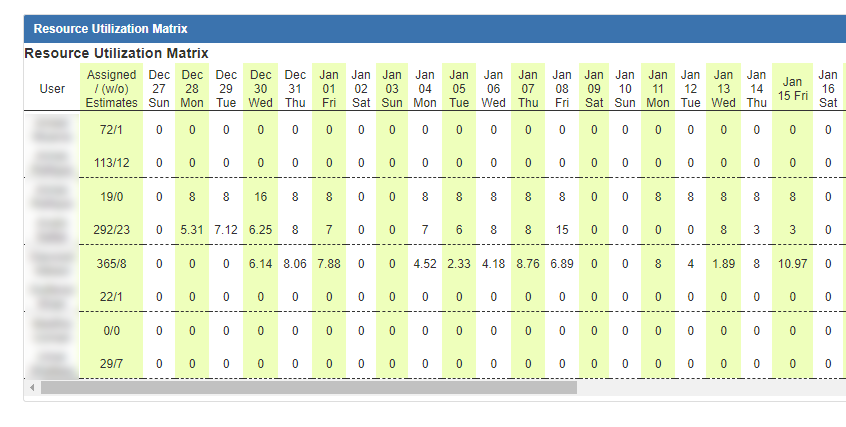 Resource Utilization Matrix
Resource Utilization Matrix
User Assigned / (w/o) Estimates Dec 27 Sun Dec 28 Mon Dec 29 Tue Dec 30 Wed Dec 31 Thu Jan 01 Fri Jan 02 Sat Jan 03 Sun Jan 04 Mon Jan 05 Tue Jan 06 Wed Jan 07 Thu Jan 08 Fri Jan 09 Sat Jan 10 Sun Jan 11 Mon Jan 12 Tue Jan 13 Wed Jan 14 Thu Jan 15 Fri Jan 16 Sat
72/1 0 0 0 0 0 0 0 0 0 0 0 0 0 0 0 0 0 0 0 0 0
113/12 0 0 0 0 0 0 0 0 0 0 0 0 0 0 0 0 0 0 0 0 0
19/0 0 8 8 16 8 8 0 0 8 8 8 8 8 0 0 8 8 8 8 8 0
292/23 0 5.31 7.12 6.25 8 7 0 0 7 6 8 8 15 0 0 0 0 8 3 3 0
365/8 0 0 0 6.14 8.06 7.88 0 0 4.52 2.33 4.18 8.76 6.89 0 0 8 4 1.89 8 10.97 0
22/1 0 0 0 0 0 0 0 0 0 0 0 0 0 0 0 0 0 0 0 0 0
0/0 0 0 0 0 0 0 0 0 0 0 0 0 0 0 0 0 0 0 0 0 0
29/7 0 0 0 0 0 0 0 0 0 0 0 0 0 0 0 0 0 0 0 0 0